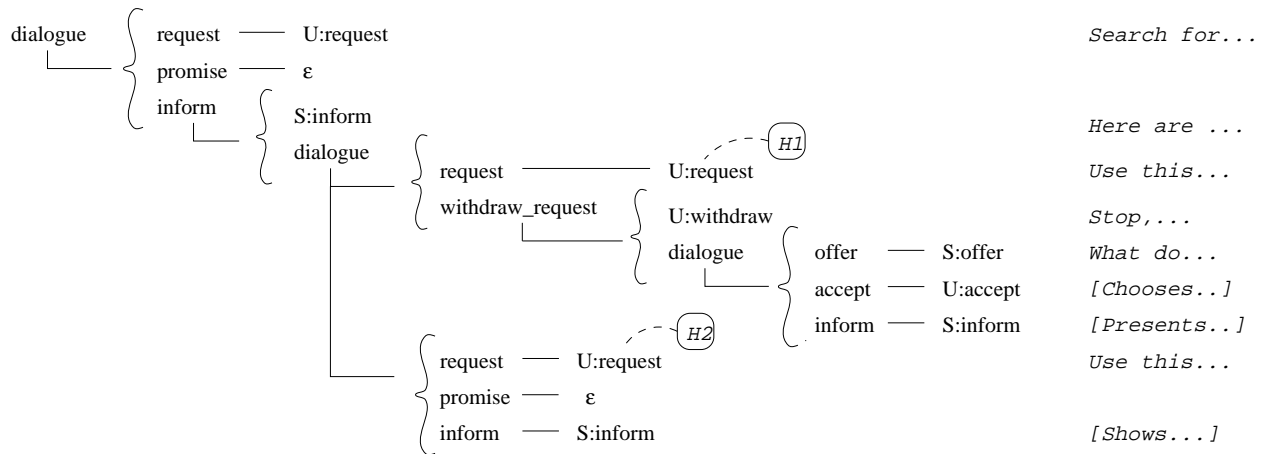 dialogue request U:request Search for...
promise ε
inform S:inform
Here are ...
dialogue H1
request U:request Use this...
withdraw_request U:withdraw Stop,...
dialogue offer S:offer What do...
accept U:accept [Chooses..]
inform S:inform [Presents..]
H2
request U:request Use this...
promise ε
inform S:inform [Shows...]